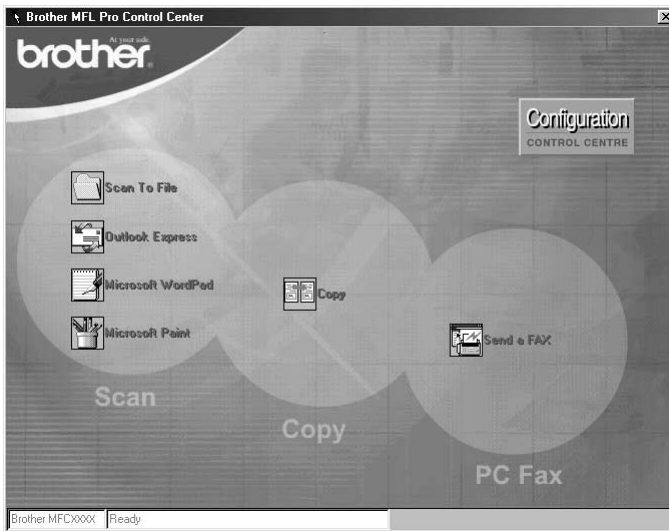 Brother MFL Pro Control Center
At your side.
brother.
Configuration
CONTROL CENTRE
Scan To File
Outlook Express
Microsoft WordPad
Microsoft Paint
Scan
Copy
Copy
Send a FAX
PC Fax
Brother MFCXXXX
Ready